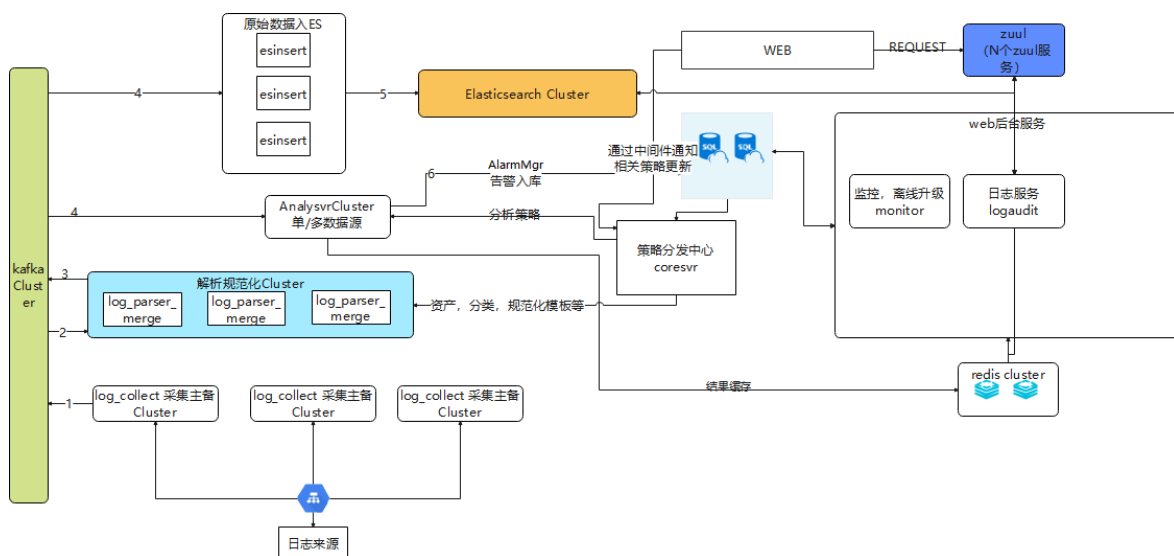 原始数据入ES
esinsert
esinsert
esinsert
4
5
Elasticsearch Cluster
WEB
REQUEST
zuul
（N个zuul服
务）
web后台服务
监控，离线升级
monitor
日志服务
logaudit
通过中间件通知
相关策略更新
SQL
SQL
6
AlarmMgr
告警入库
4
AnalysvrCluster
单/多数据源
分析策略
策略分发中心
coresvr
kafka
Clust
er
3
2
解析规范化Cluster
log_parser_
merge
log_parser_
merge
log_parser_
merge
资产，分类，规范化模板等
结果缓存
redis cluster
1
log_collect 采集主备
Cluster
log_collect 采集主备
Cluster
log_collect 采集主备
Cluster
日志来源